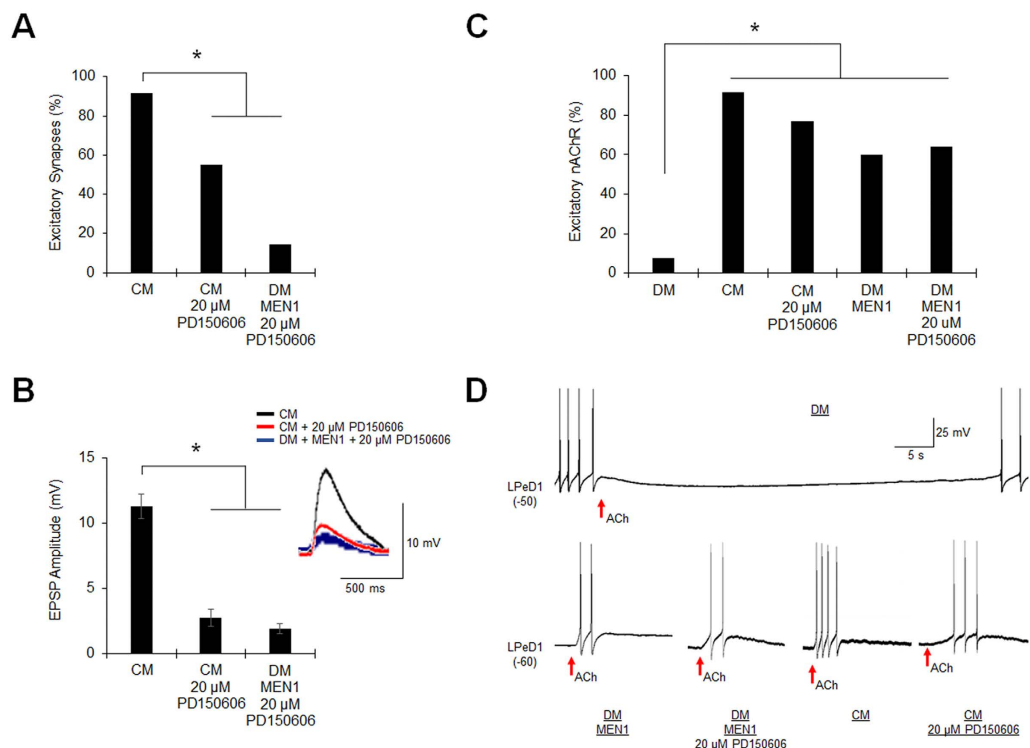 A
*
100
80
60
40
20
0
Excitatory Synapses (%)
CM
CM
20 µM
PD150606
DM
MEN1
20 µM
PD150606
B
CM
CM + 20 µM PD150606
DM + MEN1 + 20 µM PD150606
*
15
10
5
0
EPSP Amplitude (mV)
10 mV
500 ms
CM
CM
20 µM
PD150606
DM
MEN1
20 µM
PD150606
C
*
100
80
60
40
20
0
Excitatory nAChR (%)
DM
CM
CM
20 µM
PD150606
DM
MEN1
DM
MEN1
20 uM
PD150606
D
DM
25 mV
5 s
LPeD1
(-50)
ACh
LPeD1
(-60)
ACh
ACh
ACh
ACh
DM
MEN1
DM
MEN1
20 µM PD150606
CM
CM
20 µM PD150606